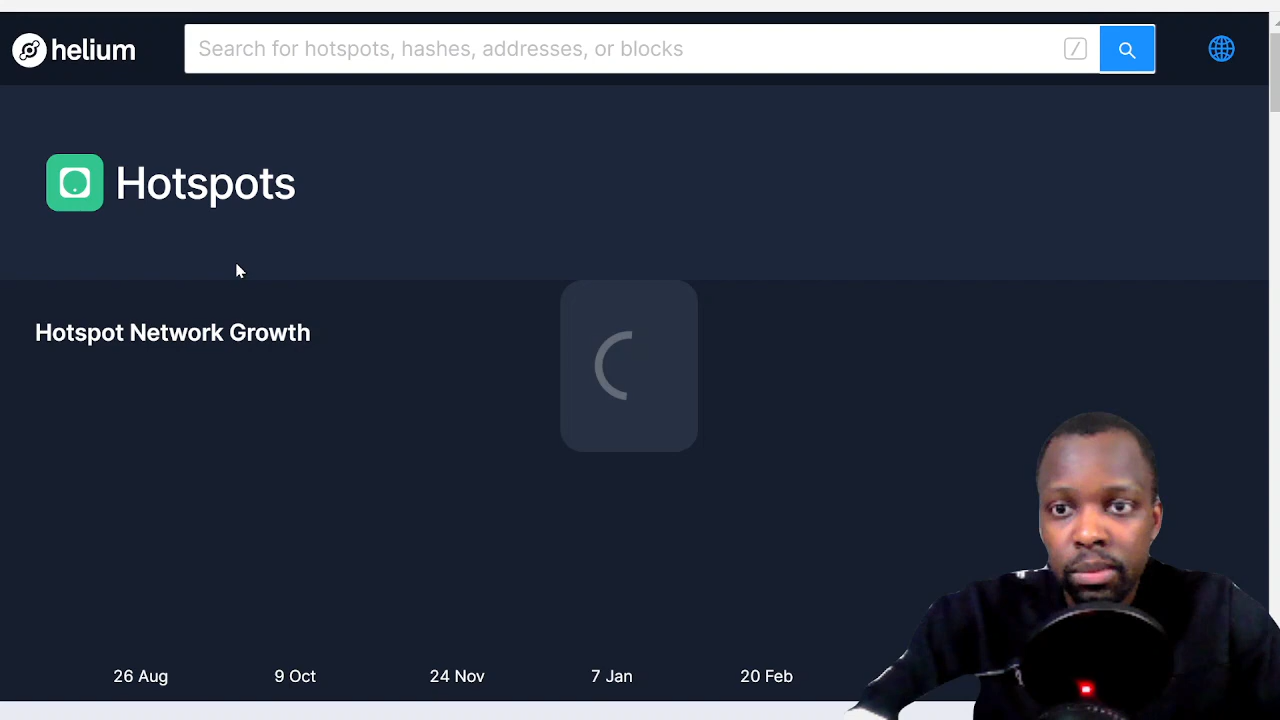 helium
Search for hotspots, hashes, addresses, or blocks
/
Hotspots
Hotspot Network Growth
26 Aug
9 Oct
24 Nov
7 Jan
20 Feb